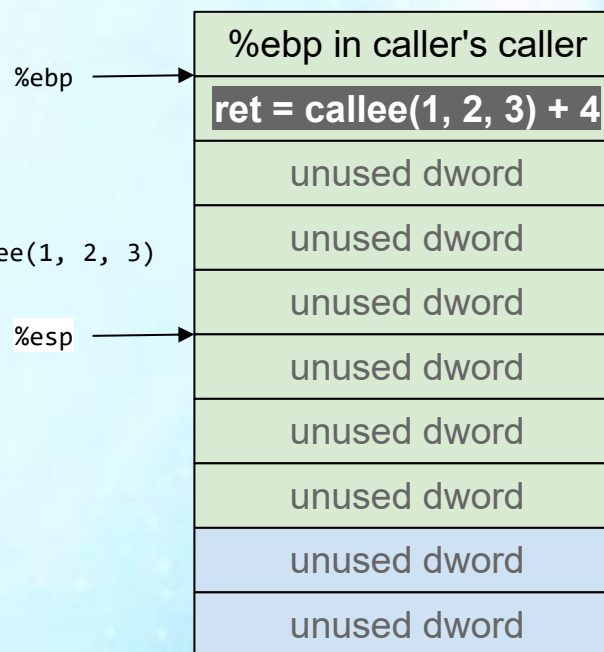 %ebp in caller's caller
%ebp
ret = callee(1, 2, 3) + 4
unused dword
unused dword
ee(1, 2, 3)
unused dword
%esp
unused dword
unused dword
unused dword
unused dword
unused dword